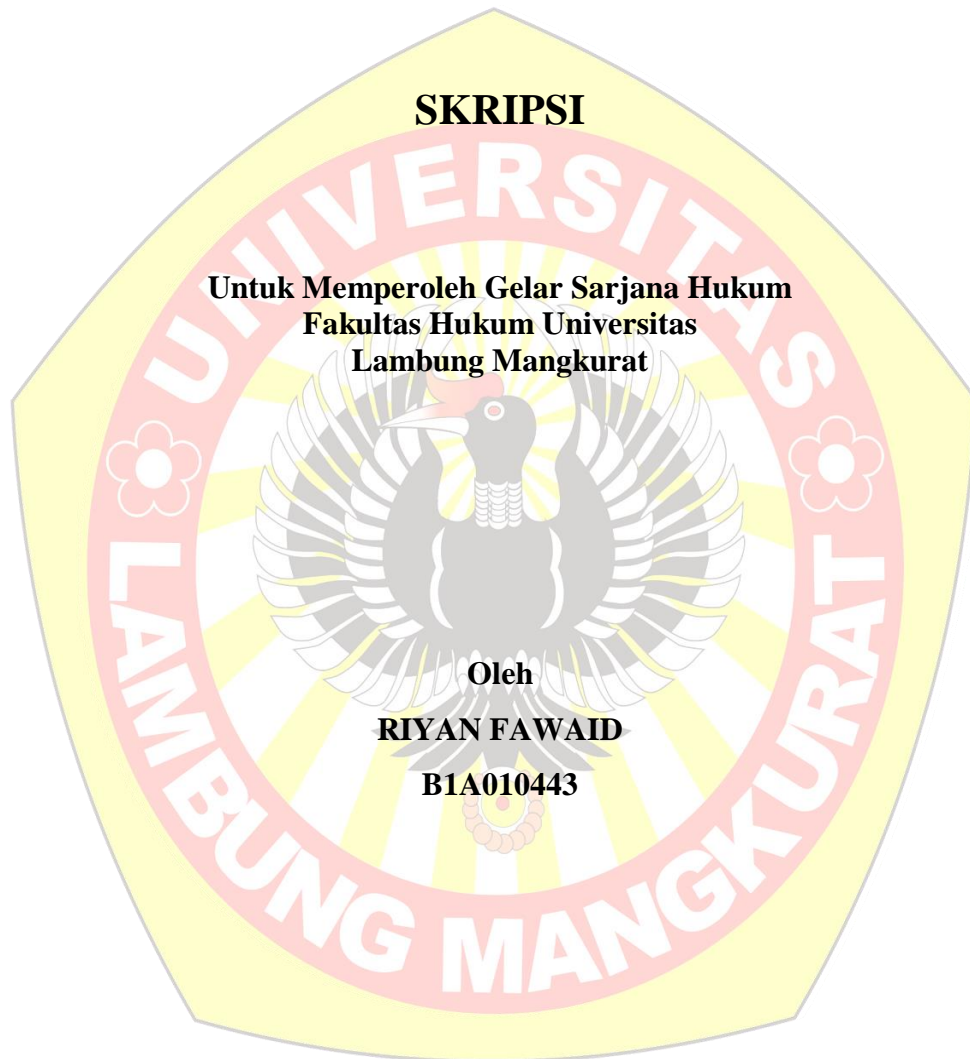 SKRIPSI
Untuk Memperoleh Gelar Sarjana Hukum
Fakultas Hukum Universitas
Lambung Mangkurat
Oleh
RIYAN FAWAID
B1A010443
UNIVERSITAS
LAMBUNG MANGKURAT